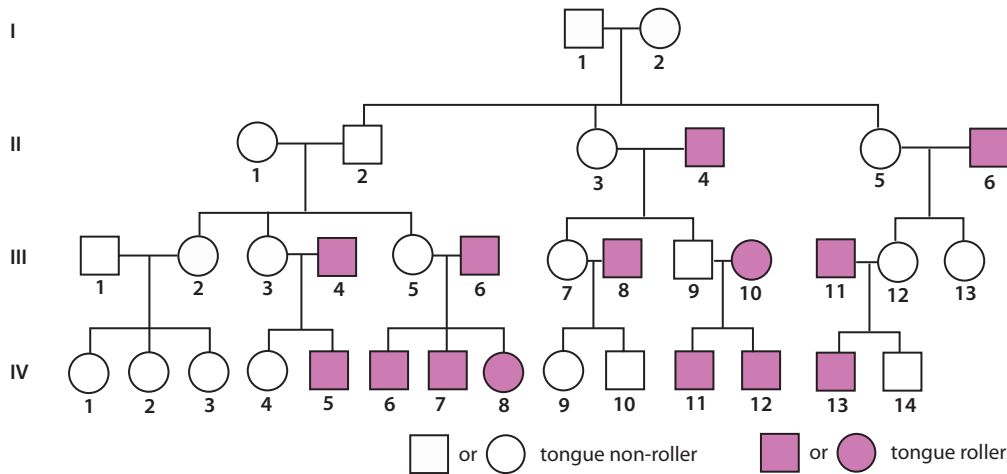 I
1 2
II
1 2 3 4 5 6
III
1 2 3 4 5 6 7 8 9 10 11 12 13
IV
1 2 3 4 5 6 7 8 9 10 11 12 13 14
or tongue non-roller or tongue roller